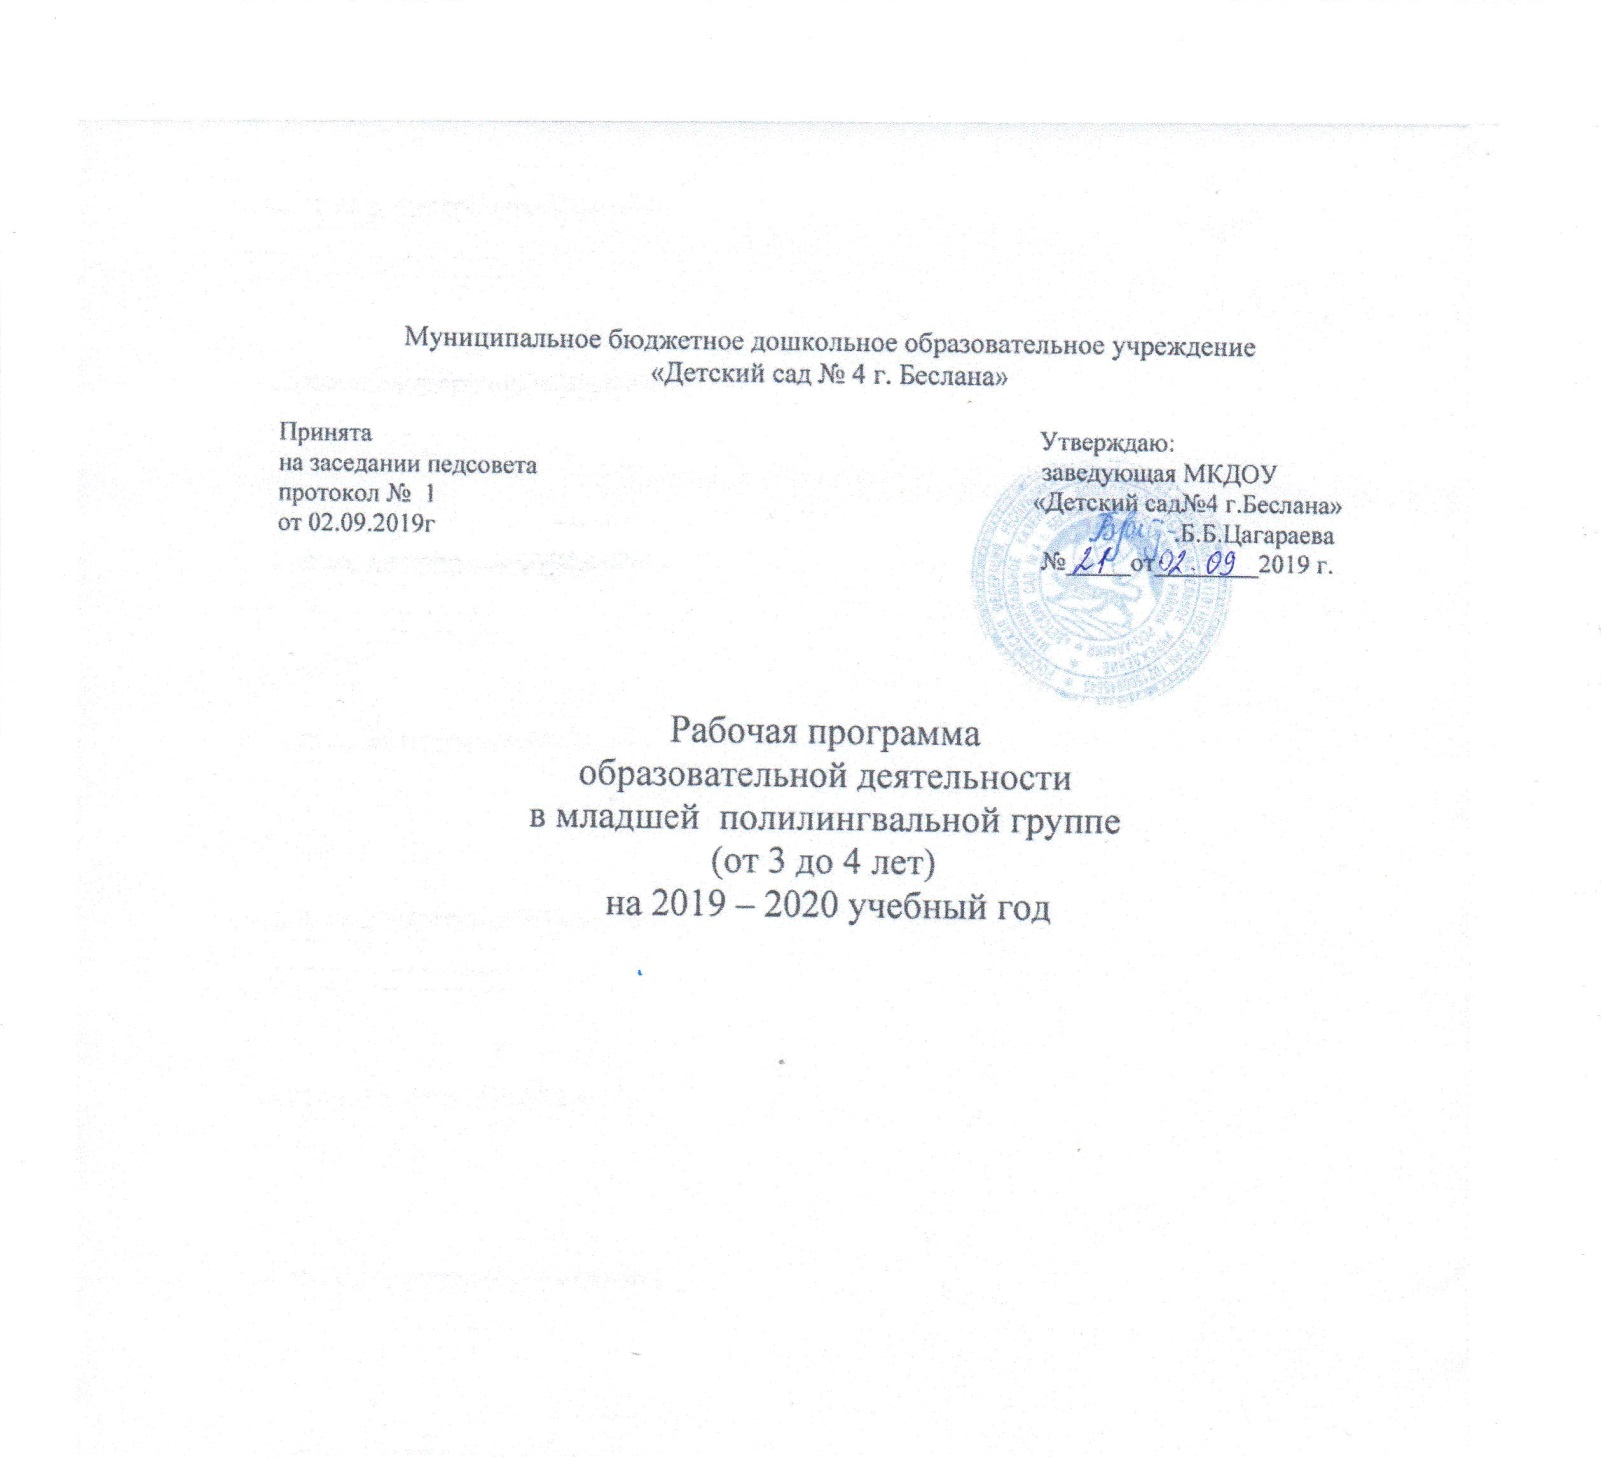 Муниципальное бюджетное дошкольное образовательное учреждение
«Детский сад № 4 г. Беслана»
Принята
на заседании педсовета
протокол № 1
от 02.09.2019г
Утверждаю:
заведующая МКДОУ
«Детский сад№4 г.Беслана»
.Б.Б.Цагараева
№ 21 от 02. 09 2019 г.
Рабочая программа
образовательной деятельности
в младшей полилингвальной группе
(от 3 до 4 лет)
на 2019 – 2020 учебный год